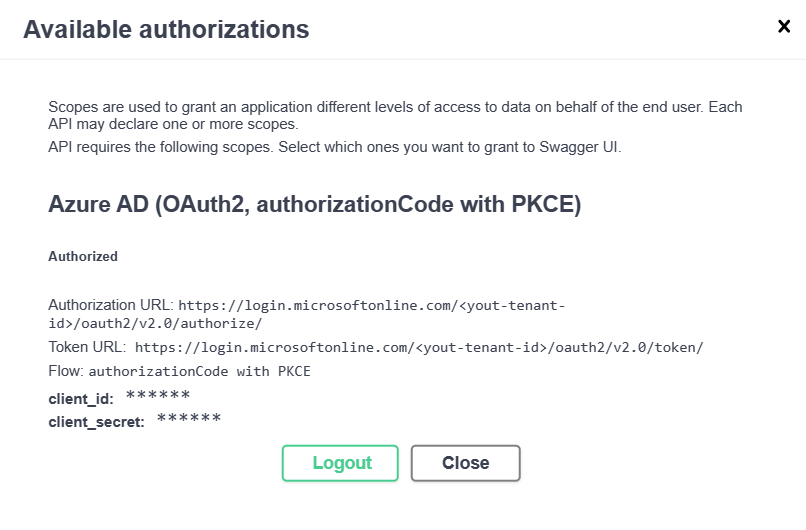 Available authorizations
Scopes are used to grant an application different levels of access to data on behalf of the end user. Each
API may declare one or more scopes.
API requires the following scopes. Select which ones you want to grant to Swagger UI.
Azure AD (OAuth2, authorizationCode with PKCE)
Authorized
Authorization URL: https://login.microsoftonline.com/<yout-tenant-
id>/oauth2/v2.0/authorize/
Token URL: https://login.microsoftonline.com/<yout-tenant-id>/oauth2/v2.0/token/
Flow: authorizationCode with PKCE
client_id: ******
client_secret: ******
Logout Close